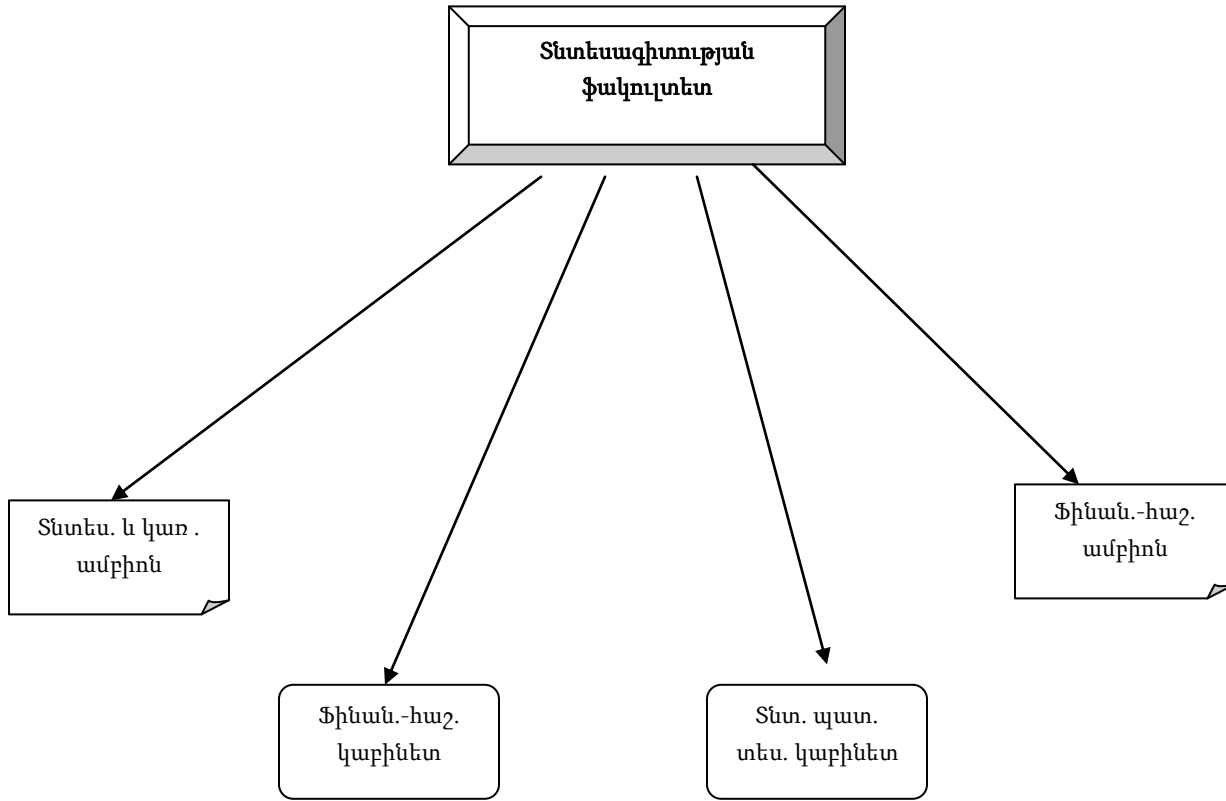 Տնտեսագիտության
ֆակուլտետ
Տնտես. և կառ .
ամբիոն
Ֆինան.-հաշ.
ամբիոն
Ֆինան.-հաշ.
կաբինետ
Տնտ. պատ.
տես. կաբինետ